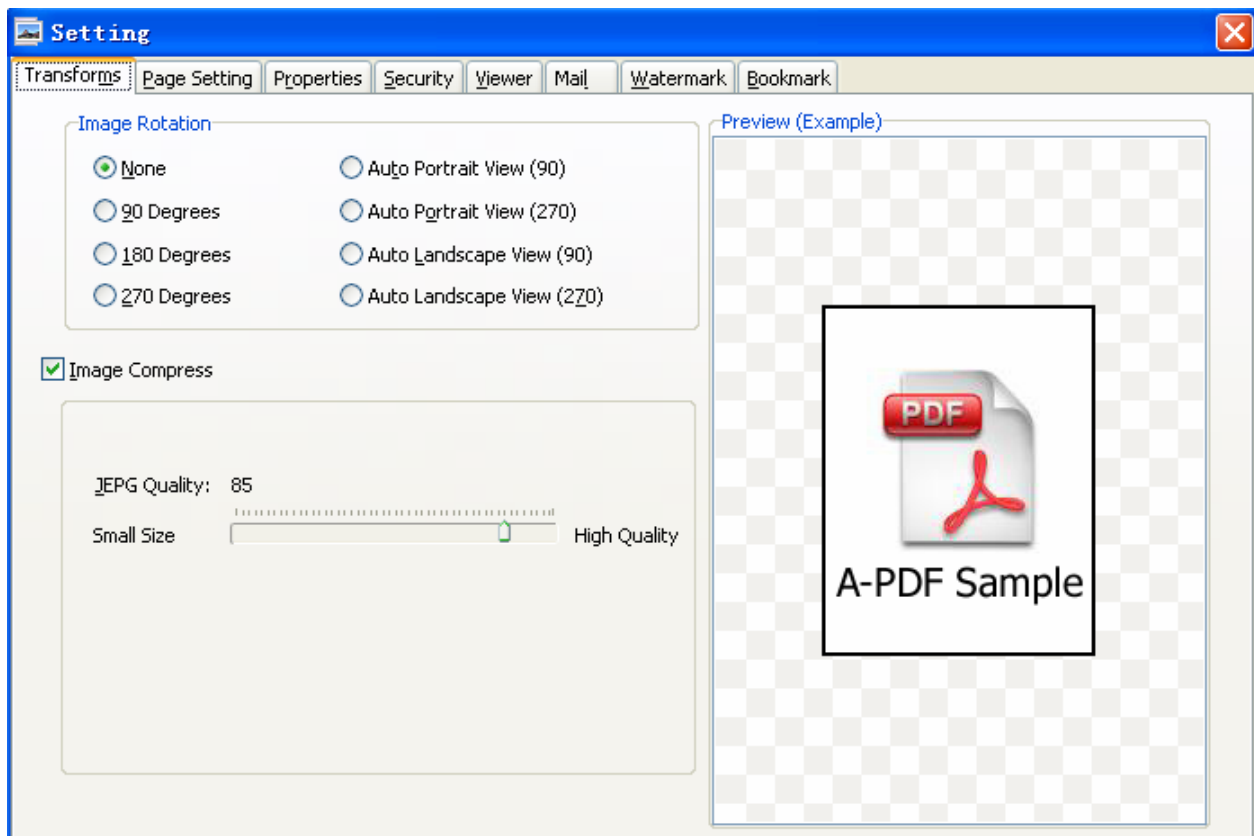 Setting
Transforms Page Setting Properties Security Viewer Mail Watermark Bookmark
Image Rotation
None
Auto Portrait View (90)
90 Degrees
Auto Portrait View (270)
180 Degrees
Auto Landscape View (90)
270 Degrees
Auto Landscape View (270)
Image Compress
JEPG Quality: 85
Small Size
High Quality
Preview (Example)
PDF
A-PDF Sample